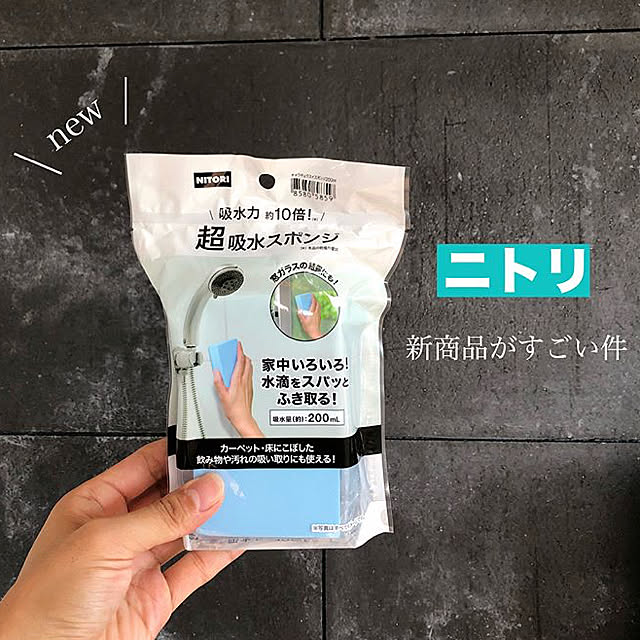 new
NITORI
8580 5859
吸水力 約10倍!
超吸水スポンジ
窓ガラスの結露にも!
家中いろいろ!
水滴をスパッと
ふき取る!
吸水量(約):200mL
カーペット・床にこぼした
飲み物や汚れの吸い取りにも使える!
ニトリ
新商品がすごい件